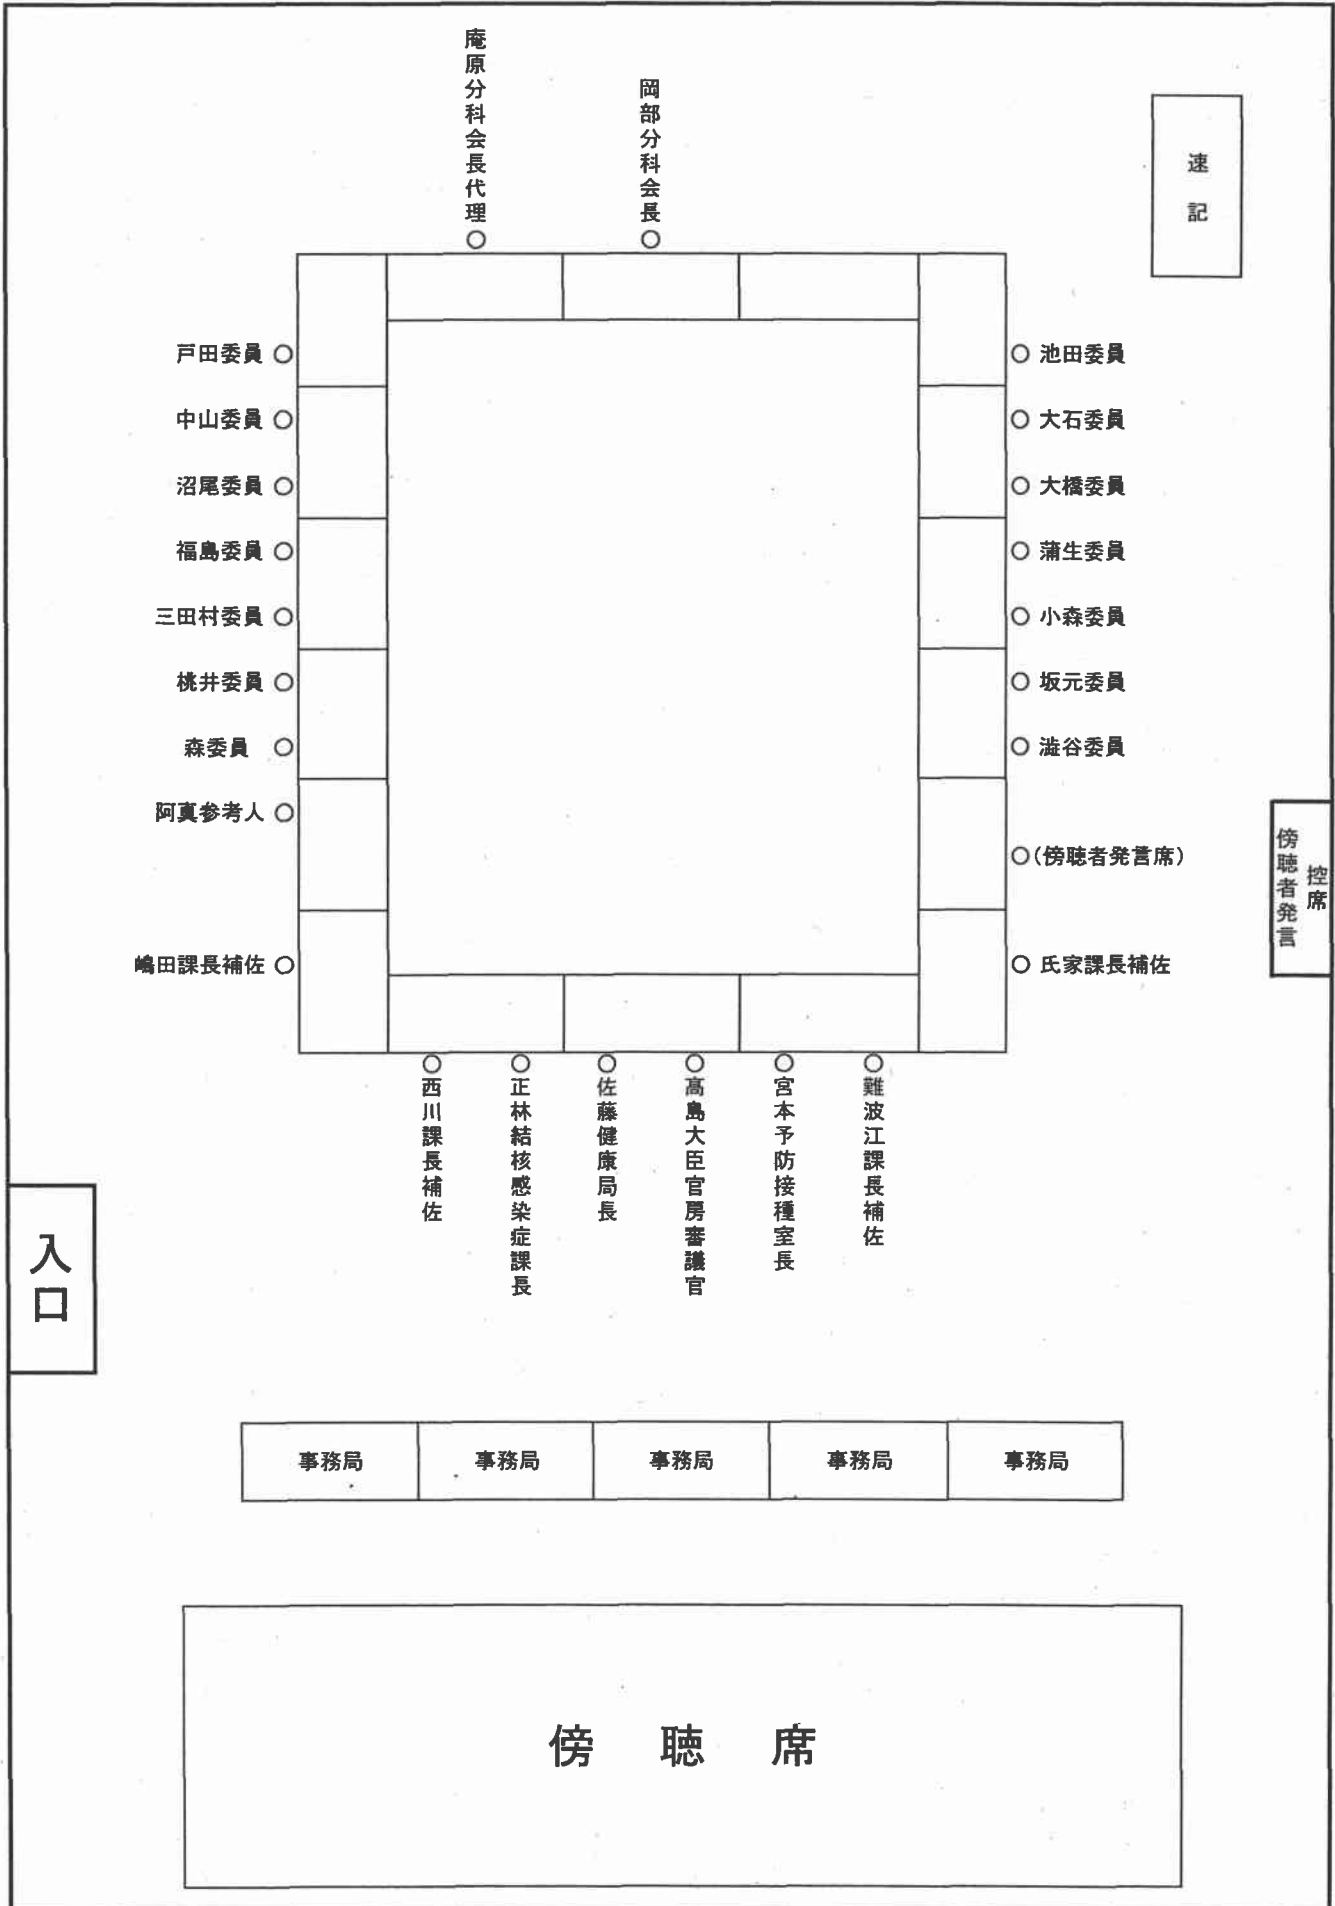 庵原分科会長代理
岡部分科会長
速記
戸田委員
中山委員
沼尾委員
福島委員
三田村委員
桃井委員
森委員
阿真参考人
嶋田課長補佐
池田委員
大石委員
大橋委員
蒲生委員
小森委員
坂元委員
澁谷委員
(傍聴者発言席)
氏家課長補佐
控席
傍聴者発言
西川課長補佐
正林結核感染症課長
佐藤健康局長
高島大臣官房審議官
宮本予防接種室長
難波江課長補佐
入口
事務局
事務局
事務局
事務局
事務局
傍聴席